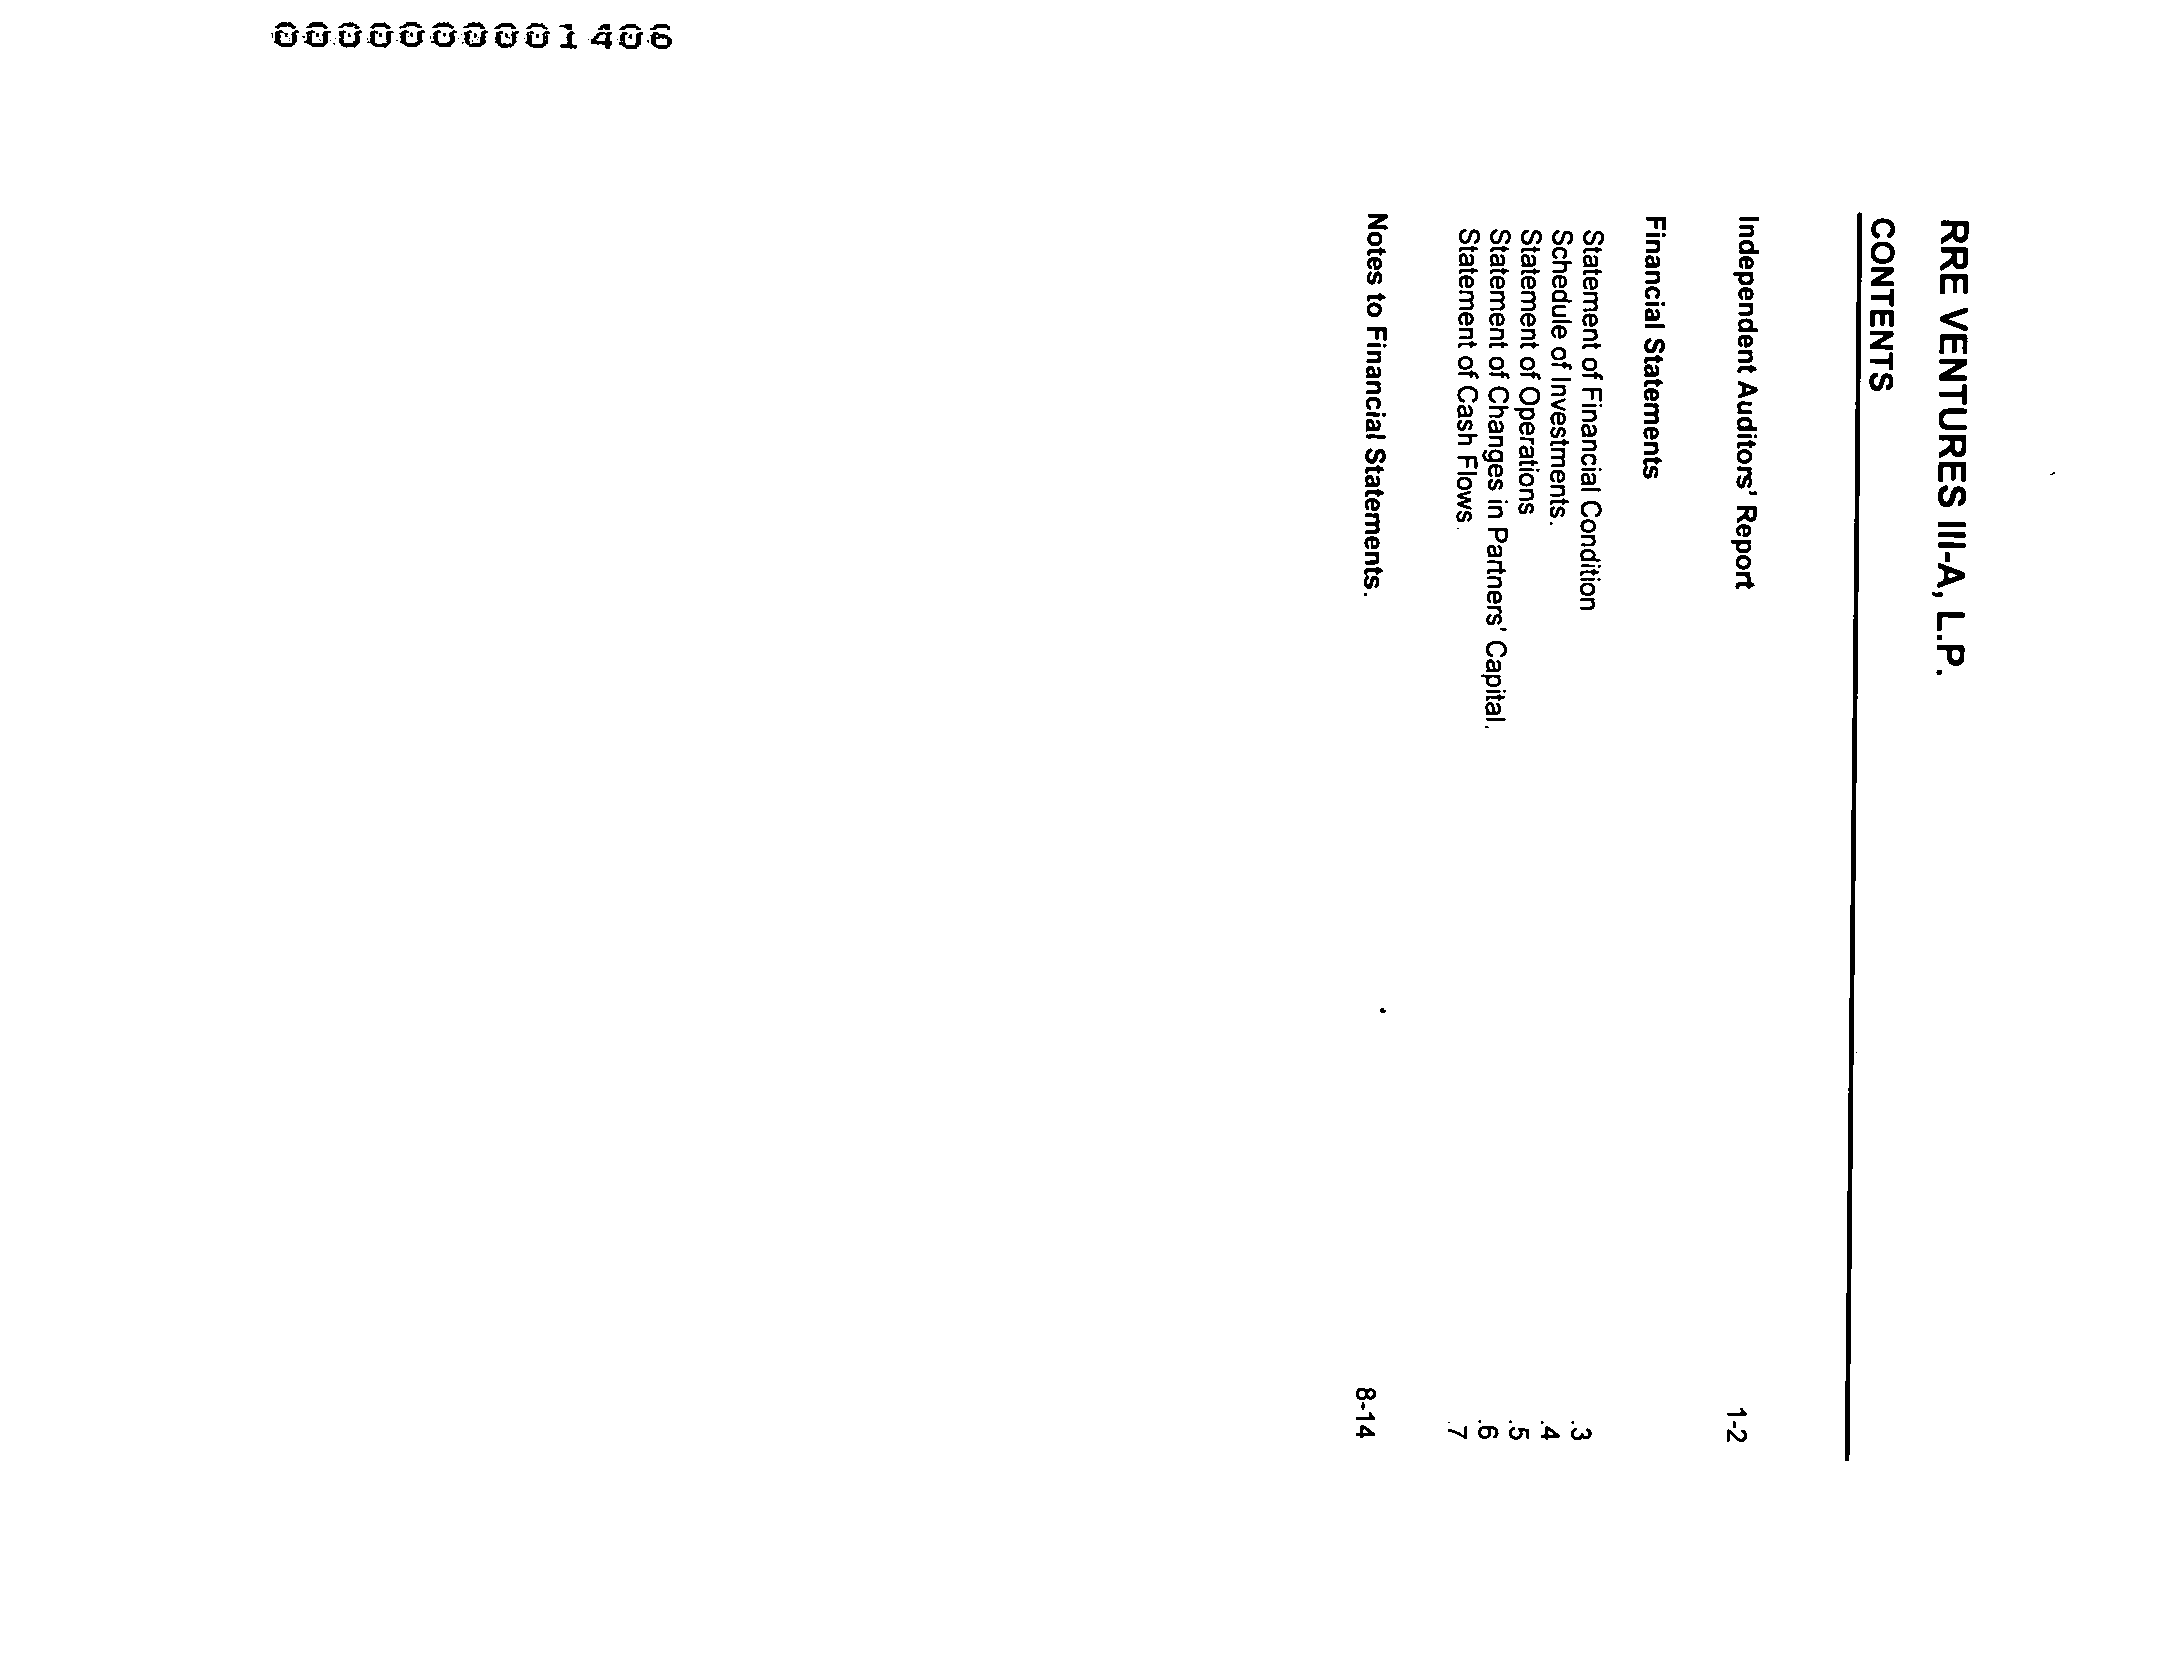 000000001406
RRE VENTURES III-A, L.P.
CONTENTS
Independent Auditors' Report 1-2
Financial Statements
Statement of Financial Condition .3
Schedule of Investments. .4
Statement of Operations .5
Statement of Changes in Partners' Capital. .6
Statement of Cash Flows. 7
Notes to Financial Statements. 8-14